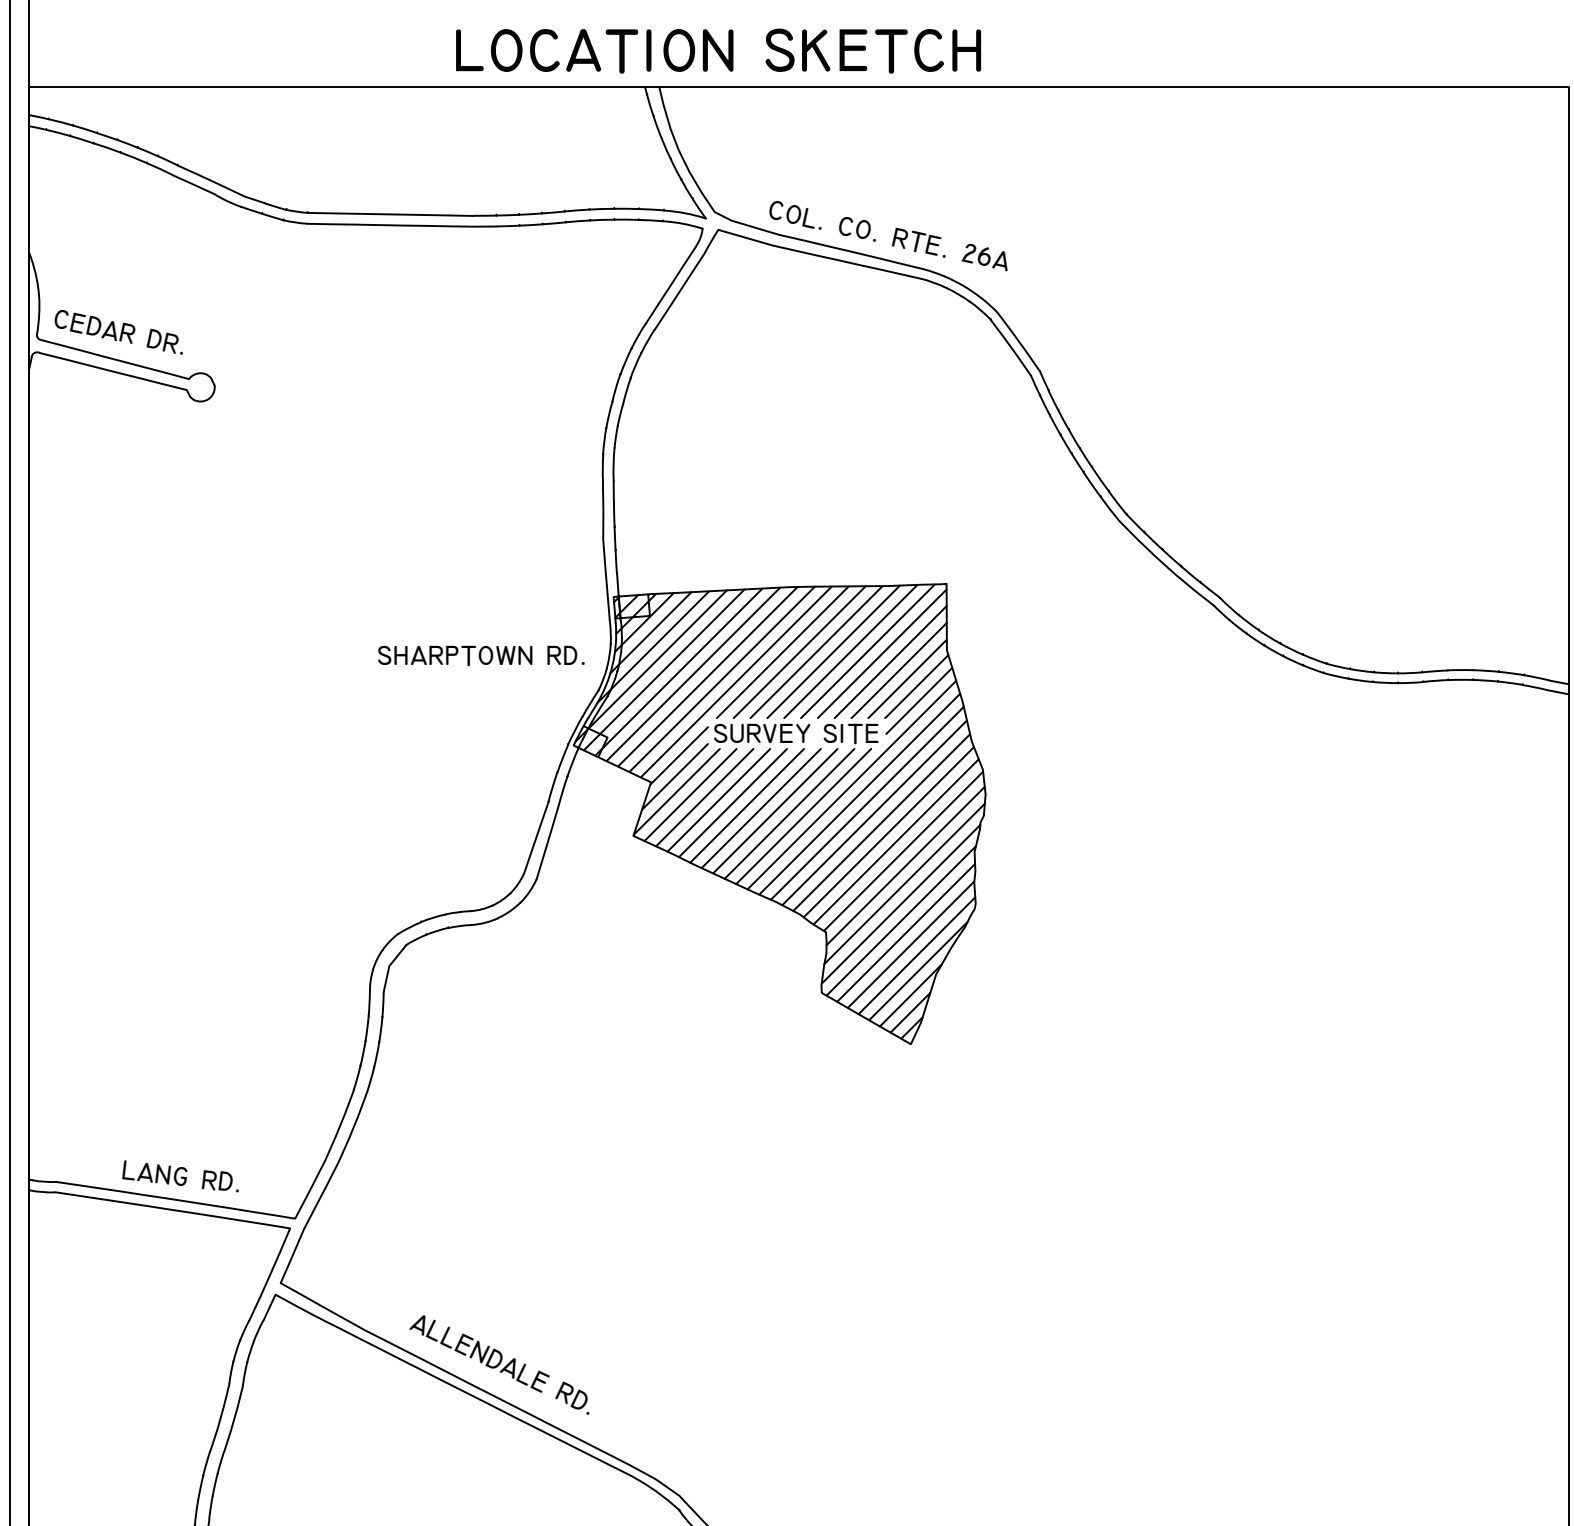 LOCATION SKETCH
COL. CO. RTE. 26A
CEDAR DR.
SHARPTOWN RD.
SURVEY SITE
LANG RD.
ALLENDALE RD.